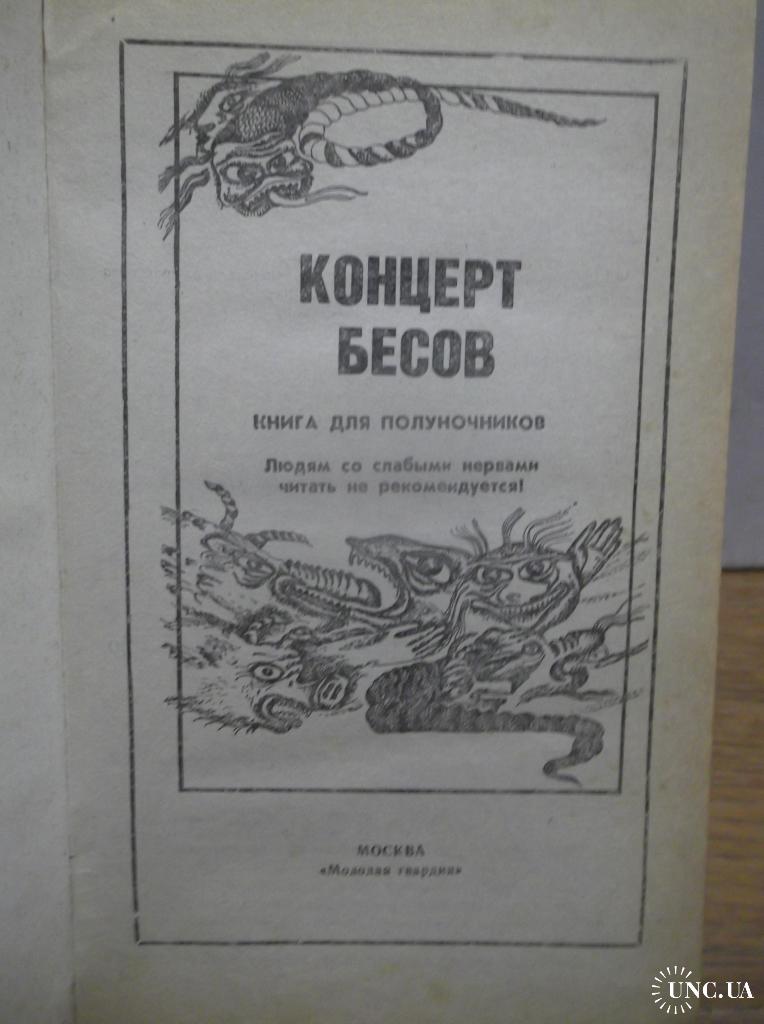 КОНЦЕРТ
БЕСОВ
КНИГА ДЛЯ ПОЛУНОЧНИКОВ
Людям со слабыми нервами
читать не рекомендуется!
МОСКВА
«Молодая гвардия»
UNC.UA